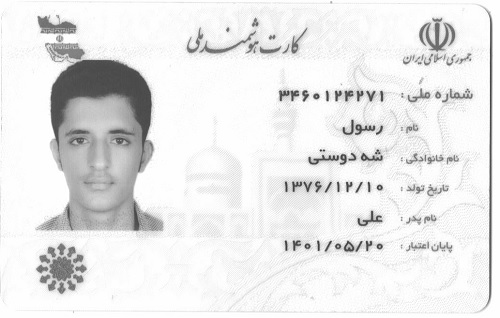 کارت هوشمند ملی
جمهوری اسلامی ایران
شماره ملی : ۳۴۶۰۱۲۴۲۷۱
نام : رسول
نام خانوادگی : شه دوستی
تاریخ تولد : ۱۳۷۶/۱۲/۱۰
نام پدر : علی
پایان اعتبار : ۱۴۰۱/۰۵/۲۰